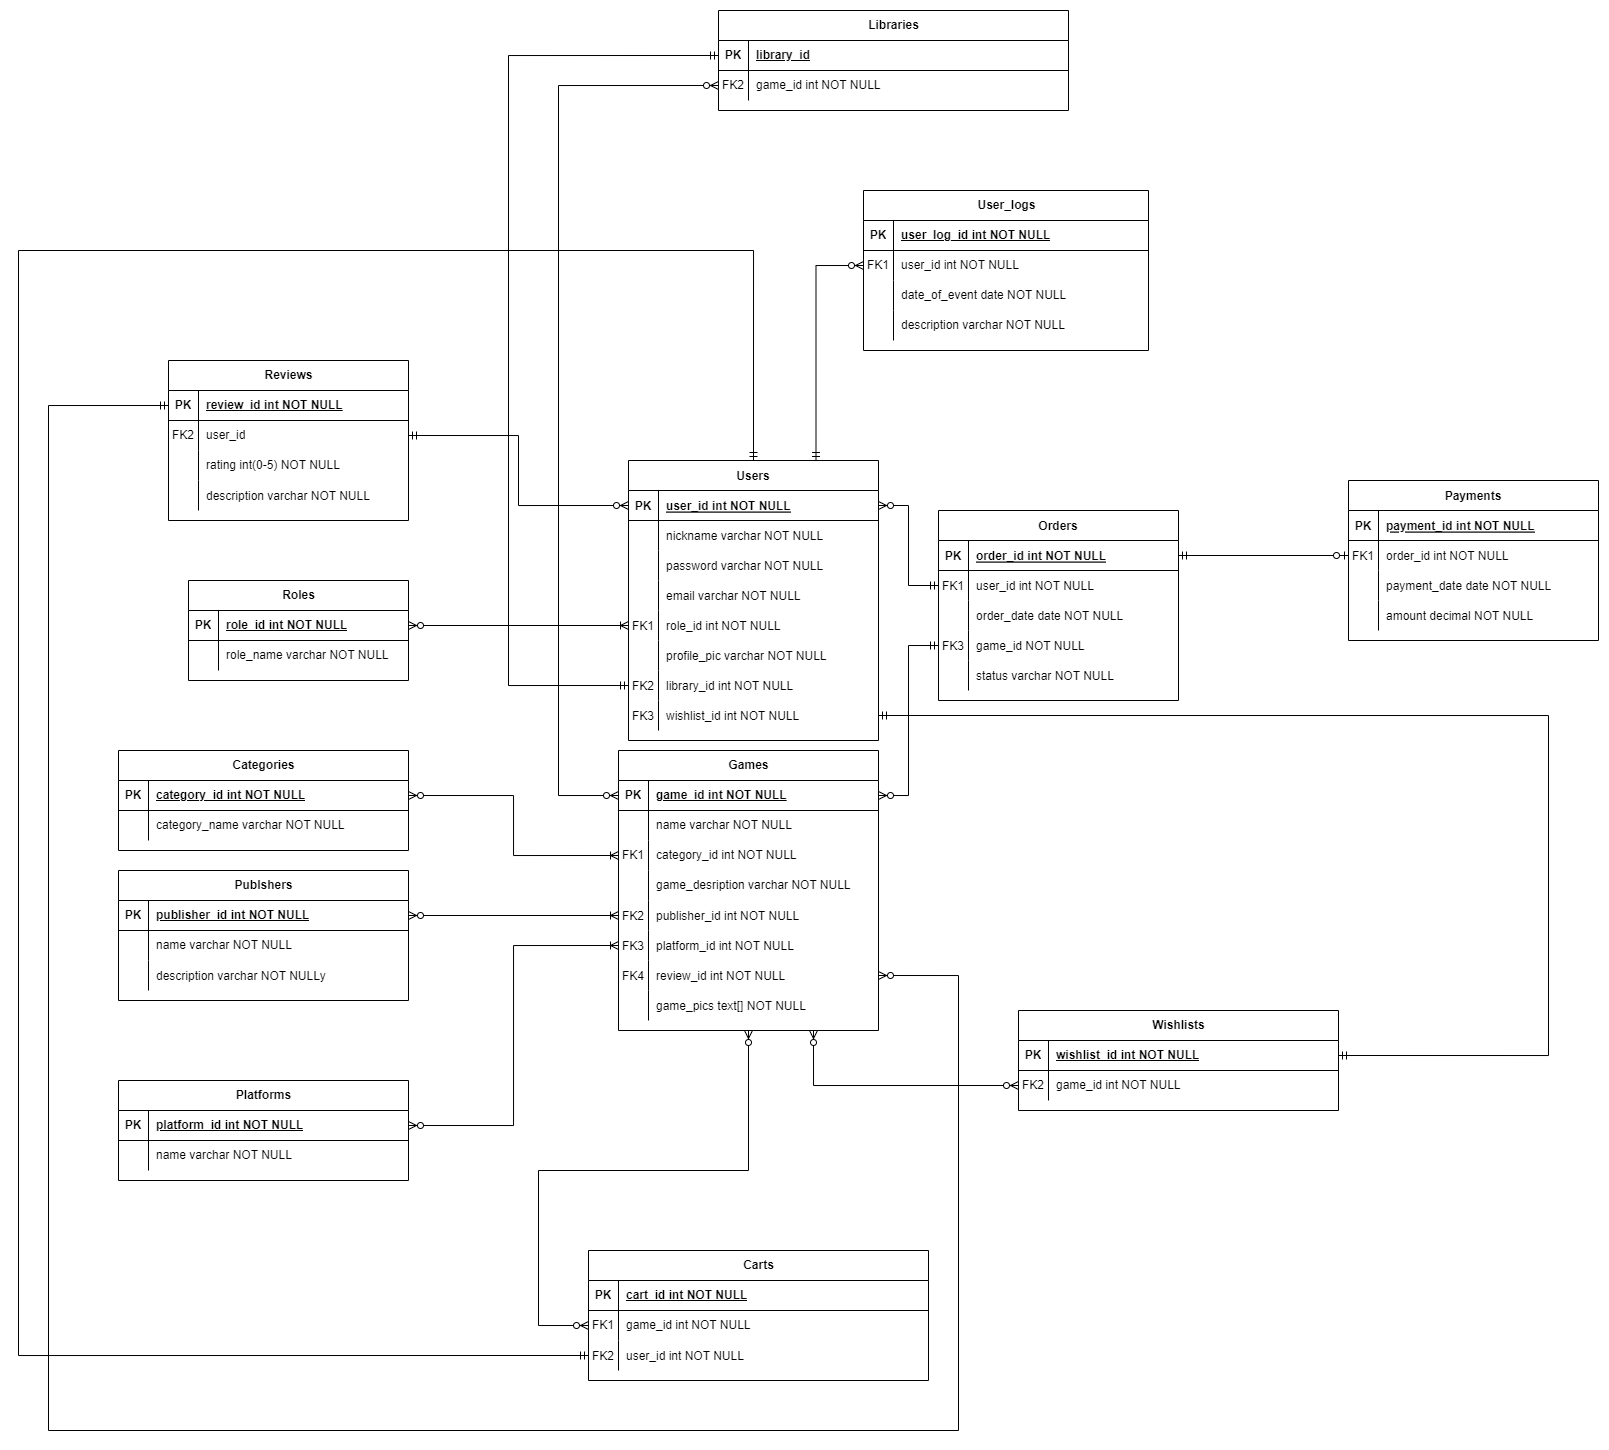 Libraries
PK library_id
FK2 game_id int NOT NULL
User_logs
PK user_log_id int NOT NULL
FK1 user_id int NOT NULL
date_of_event date NOT NULL
description varchar NOT NULL
Reviews
PK review_id int NOT NULL
FK2 user_id
rating int(0-5) NOT NULL
description varchar NOT NULL
Users
PK user_id int NOT NULL
nickname varchar NOT NULL
password varchar NOT NULL
email varchar NOT NULL
FK1 role_id int NOT NULL
profile_pic varchar NOT NULL
FK2 library_id int NOT NULL
FK3 wishlist_id int NOT NULL
Orders
PK order_id int NOT NULL
FK1 user_id int NOT NULL
order_date date NOT NULL
FK3 game_id NOT NULL
status varchar NOT NULL
Payments
PK payment_id int NOT NULL
FK1 order_id int NOT NULL
payment_date date NOT NULL
amount decimal NOT NULL
Roles
PK role_id int NOT NULL
role_name varchar NOT NULL
Categories
PK category_id int NOT NULL
category_name varchar NOT NULL
Games
PK game_id int NOT NULL
name varchar NOT NULL
FK1 category_id int NOT NULL
game_desription varchar NOT NULL
FK2 publisher_id int NOT NULL
FK3 platform_id int NOT NULL
FK4 review_id int NOT NULL
game_pics text[] NOT NULL
Publshers
PK publisher_id int NOT NULL
name varchar NOT NULL
description varchar NOT NULLy
Wishlists
PK wishlist_id int NOT NULL
FK2 game_id int NOT NULL
Platforms
PK platform_id int NOT NULL
name varchar NOT NULL
Carts
PK cart_id int NOT NULL
FK1 game_id int NOT NULL
FK2 user_id int NOT NULL